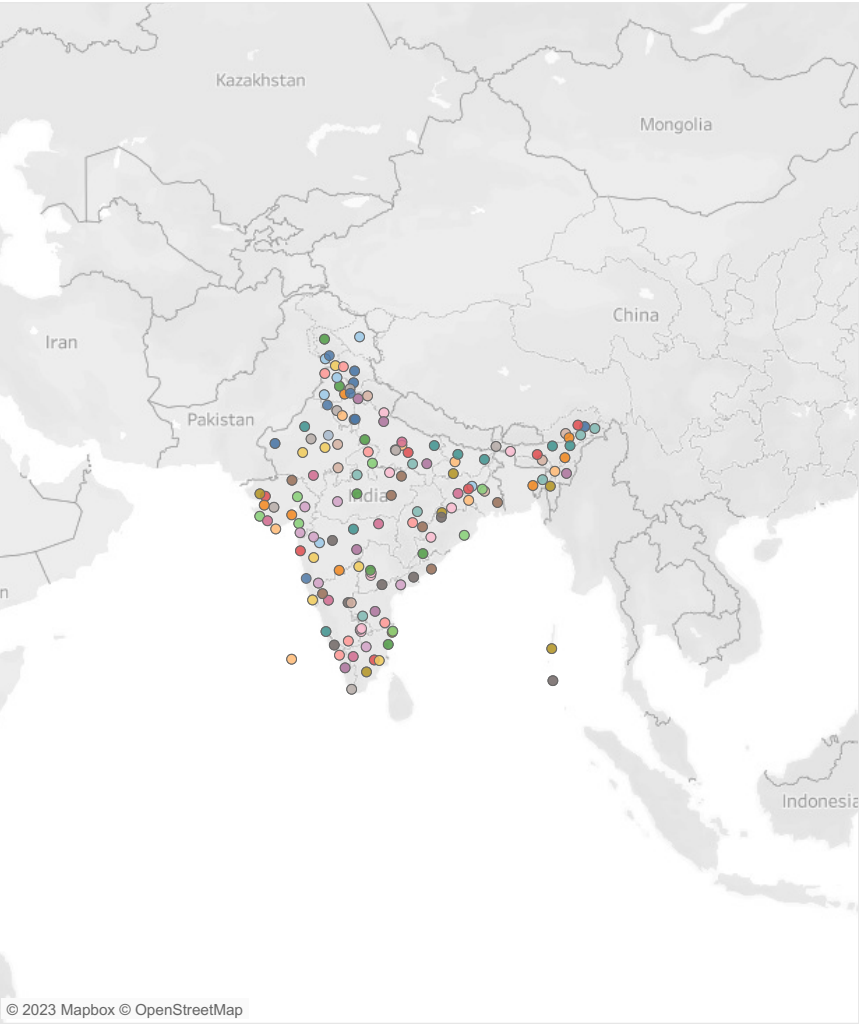 Kazakhstan
Mongolia
China
Iran
Pakistan
India
n
Indonesia
© 2023 Mapbox © OpenStreetMap